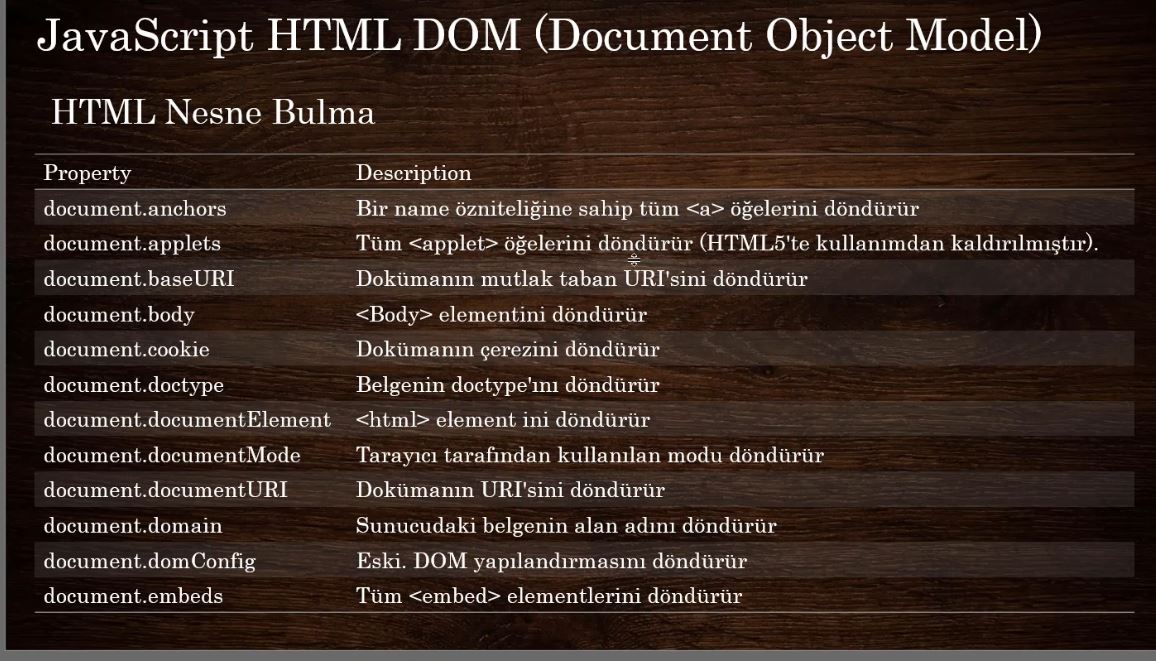 JavaScript HTML DOM (Document Object Model)
HTML Nesne Bulma
Property Description
document.anchors Bir name özniteliğine sahip tüm <a> öğelerini döndürür
document.applets Tüm <applet> öğelerini döndürür (HTML5'te kullanımdan kaldırılmıştır).
document.baseURI Dokümanın mutlak taban URI'sini döndürür
document.body <Body> elementini döndürür
document.cookie Dokümanın çerezini döndürür
document.doctype Belgenin doctype'ını döndürür
document.documentElement <html> element ini döndürür
document.documentMode Tarayıcı tarafından kullanılan modu döndürür
document.documentURI Dokümanın URI'sini döndürür
document.domain Sunucudaki belgenin alan adını döndürür
document.domConfig Eski. DOM yapılandırmasını döndürür
document.embeds Tüm <embed> elementlerini döndürür